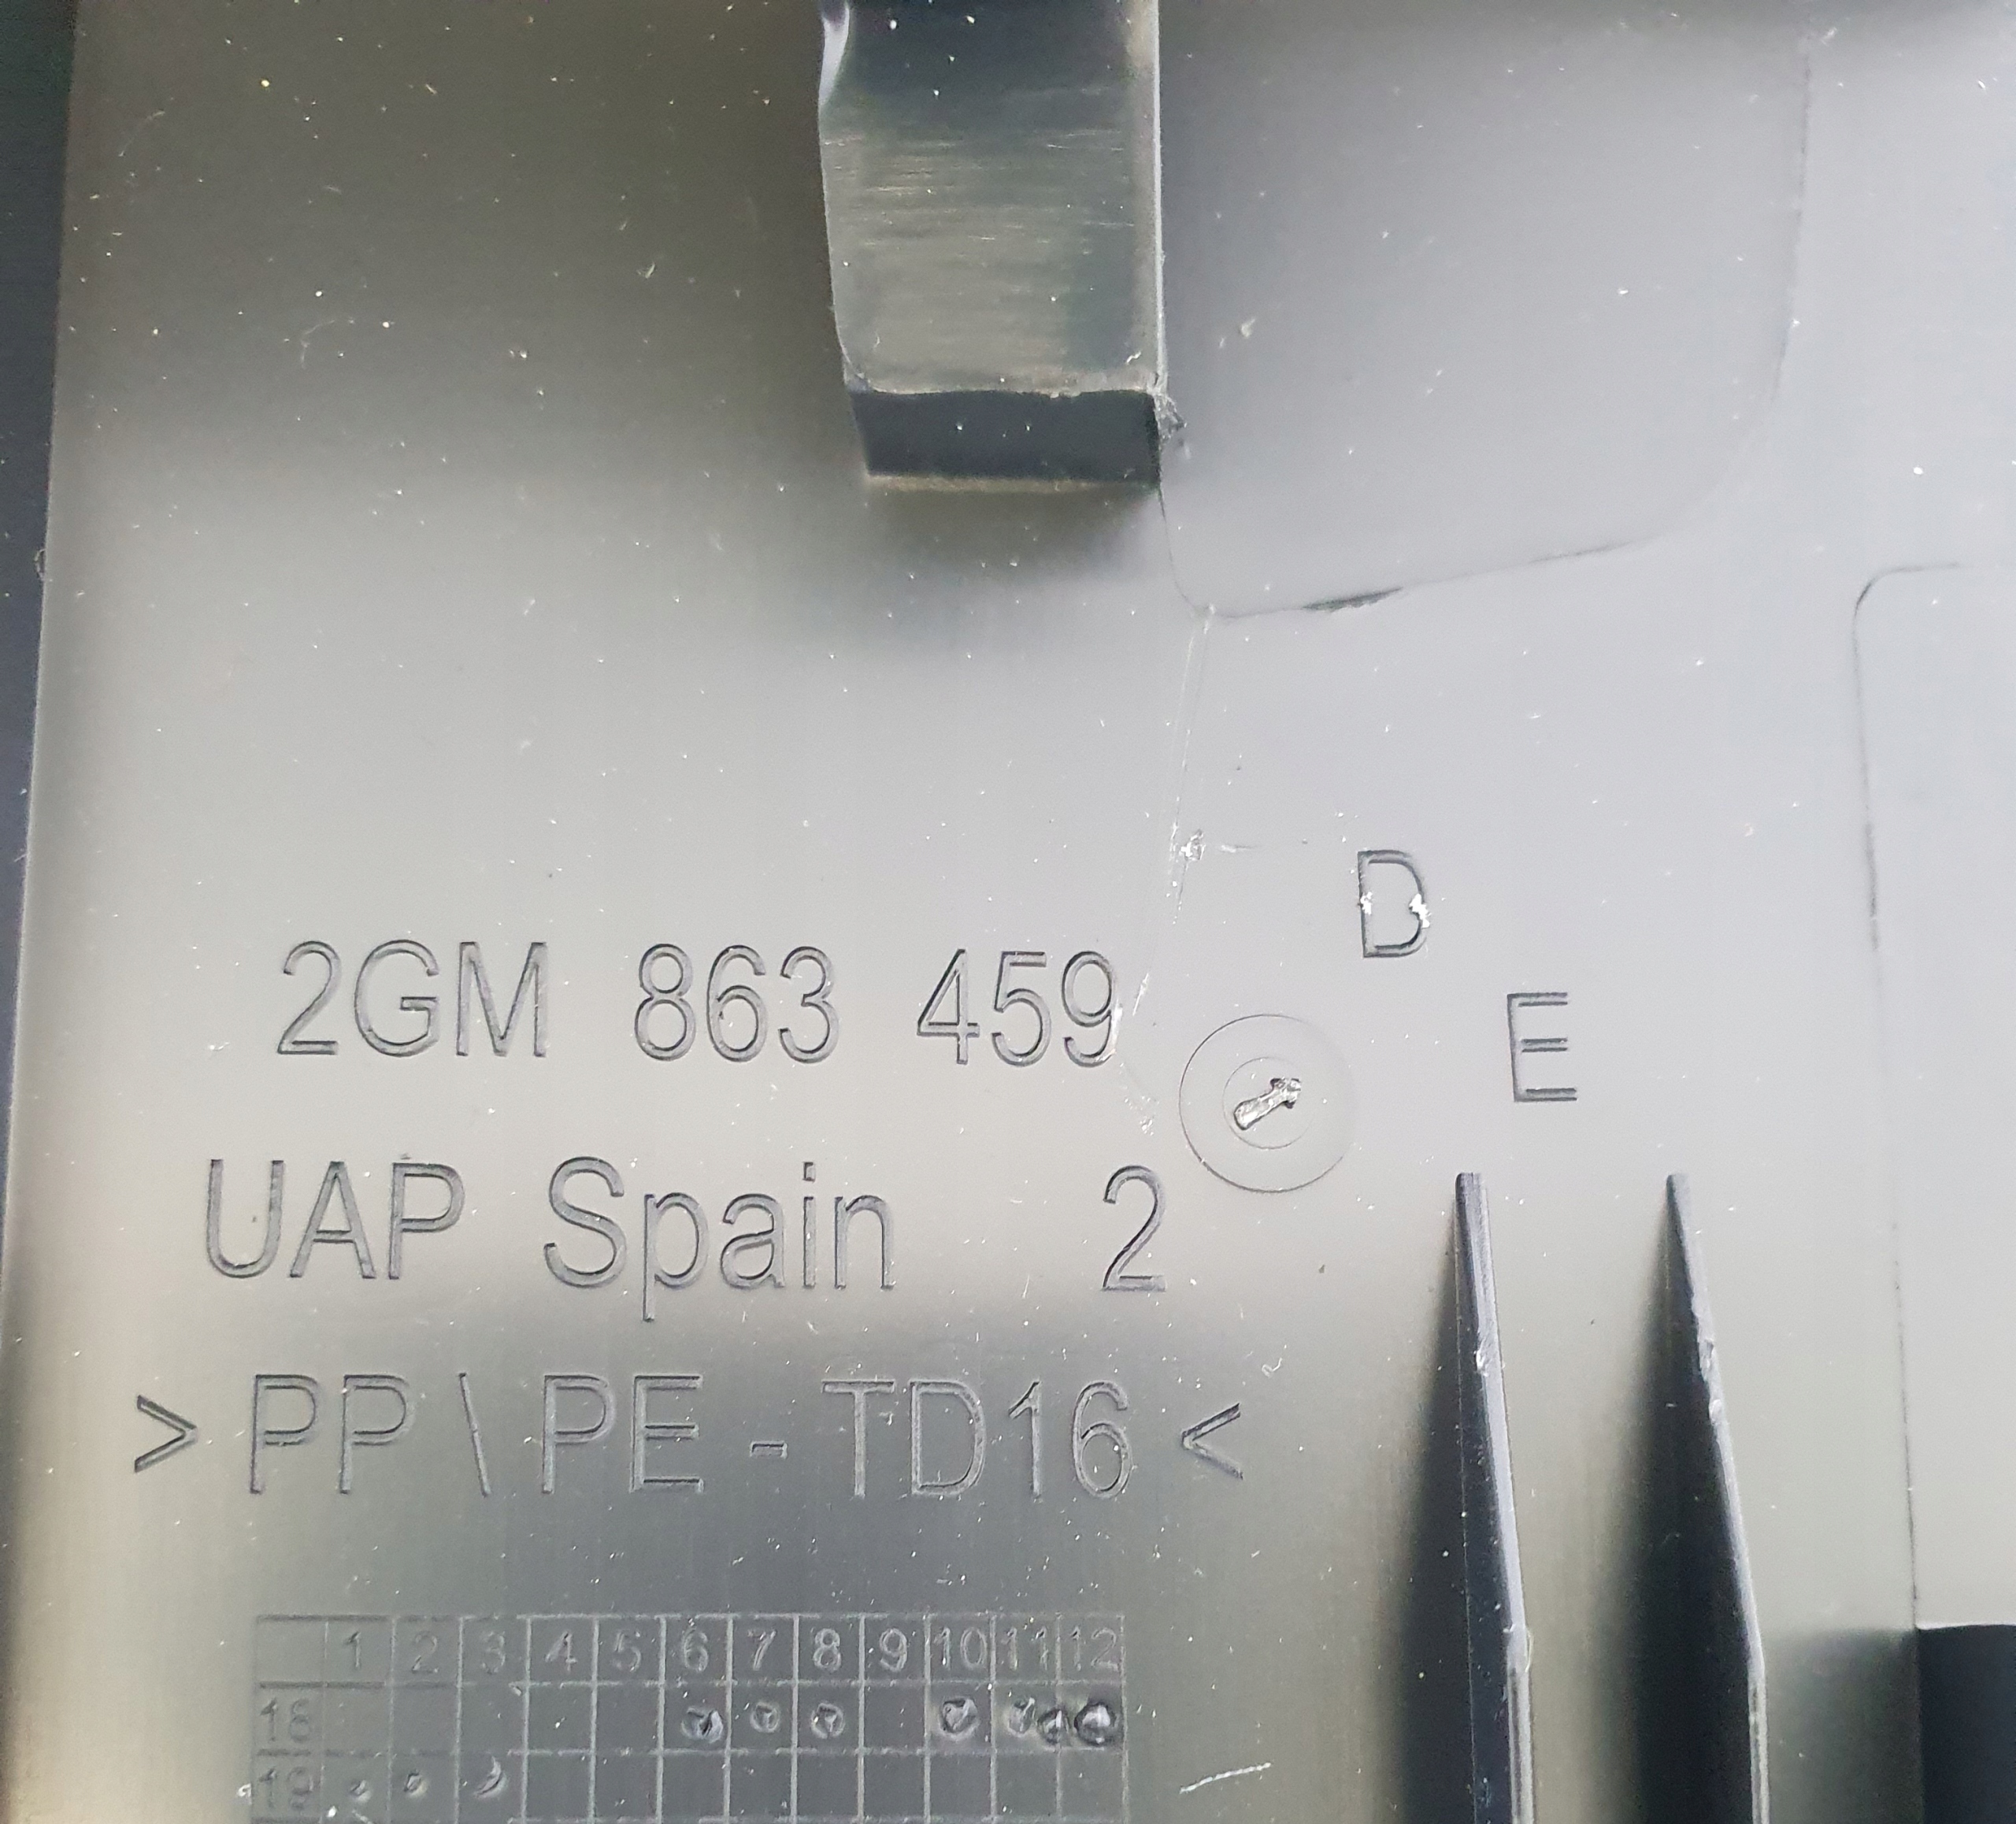 D
E
2GM 863 459
UAP Spain 2
>PP\PE-TD16<
1 2 3 4 5 6 7 8 9 10 11 12
18
19